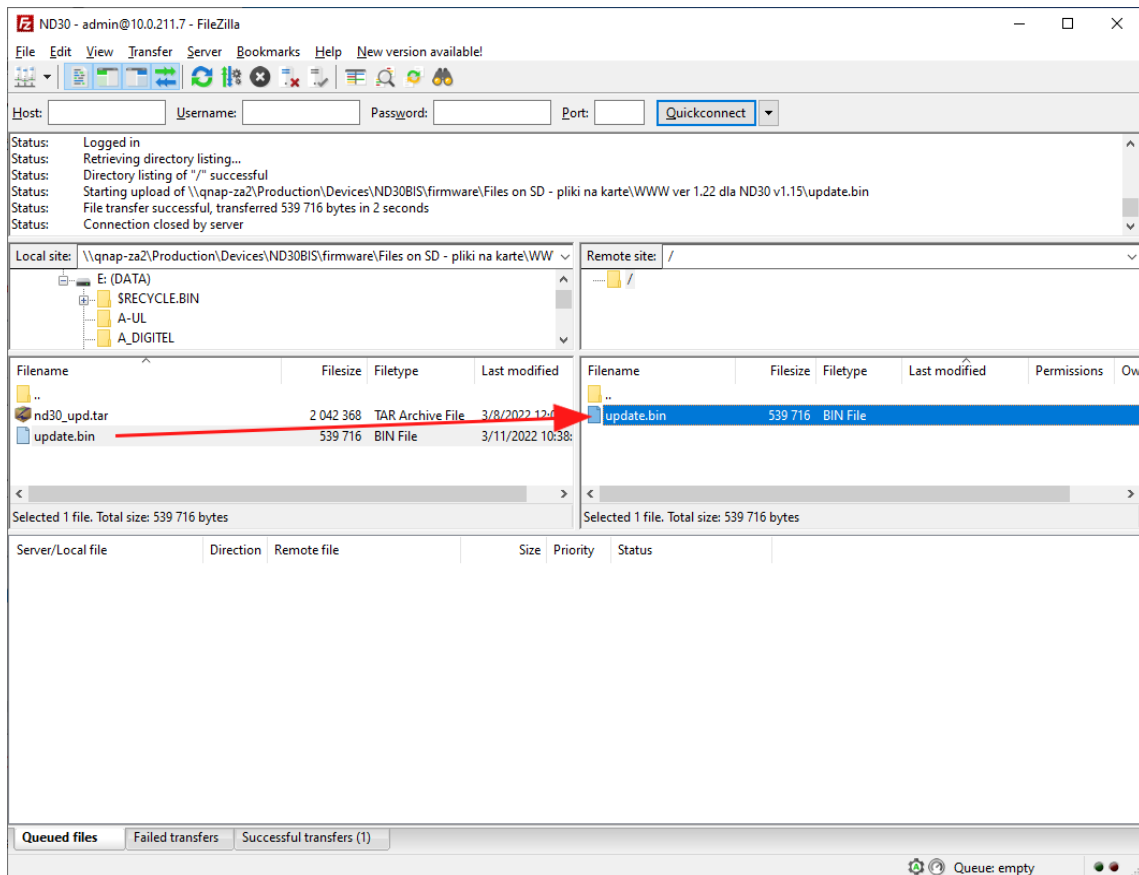 ND30 - admin@10.0.211.7 - FileZilla
File Edit View Transfer Server Bookmarks Help New version available!
Host: Username: Password: Port: Quickconnect
Status: Logged in
Status: Retrieving directory listing...
Status: Directory listing of "/" successful
Status: Starting upload of \\qnap-za2\Production\Devices\ND30BIS\firmware\Files on SD - pliki na karte\WWW ver 1.22 dla ND30 v1.15\update.bin
Status: File transfer successful, transferred 539 716 bytes in 2 seconds
Status: Connection closed by server
Local site: \\qnap-za2\Production\Devices\ND30BIS\firmware\Files on SD - pliki na karte\WW
Remote site: /
E: (DATA)
$RECYCLE.BIN
A-UL
A_DIGITEL
/
Filename Filesize Filetype Last modified
..
nd30_upd.tar 2 042 368 TAR Archive File 3/8/2022
update.bin 539 716 BIN File 3/11/2022 10:38:
Selected 1 file. Total size: 539 716 bytes
Filename Filesize Filetype Last modified Permissions Ow
..
update.bin 539 716 BIN File
Selected 1 file. Total size: 539 716 bytes
Server/Local file Direction Remote file Size Priority Status
Queued files Failed transfers Successful transfers (1)
Queue: empty